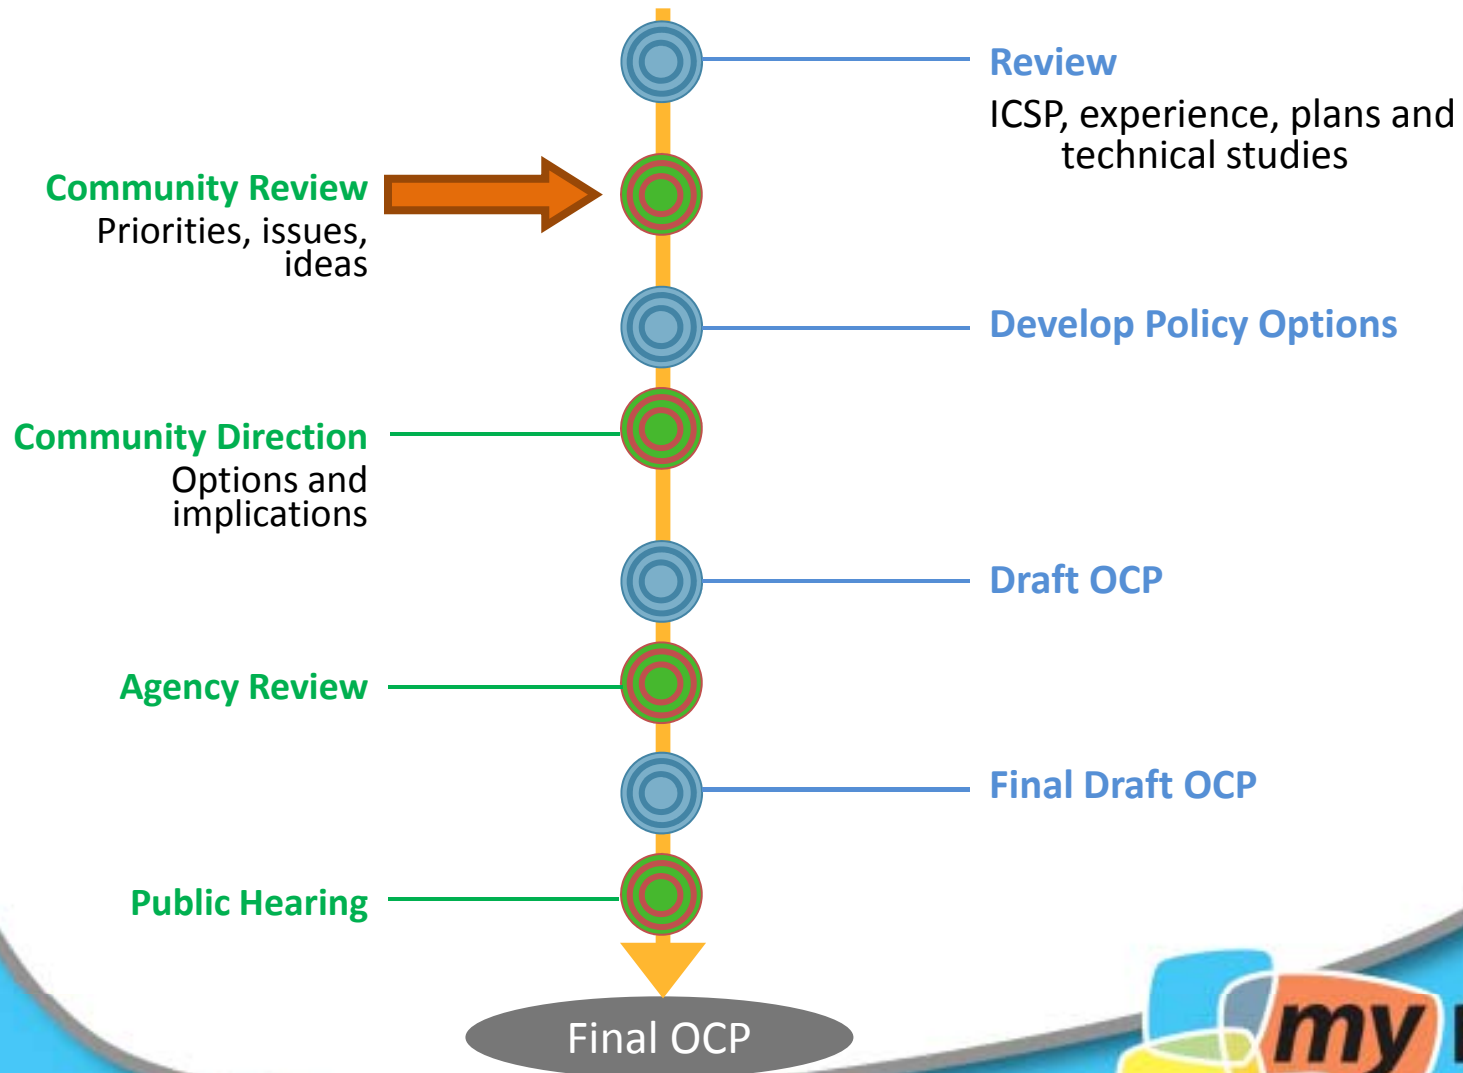 Review
ICSP, experience, plans and
technical studies
Community Review
Priorities, issues,
ideas
Develop Policy Options
Community Direction
Options and
implications
Draft OCP
Agency Review
Final Draft OCP
Public Hearing
Final OCP
my